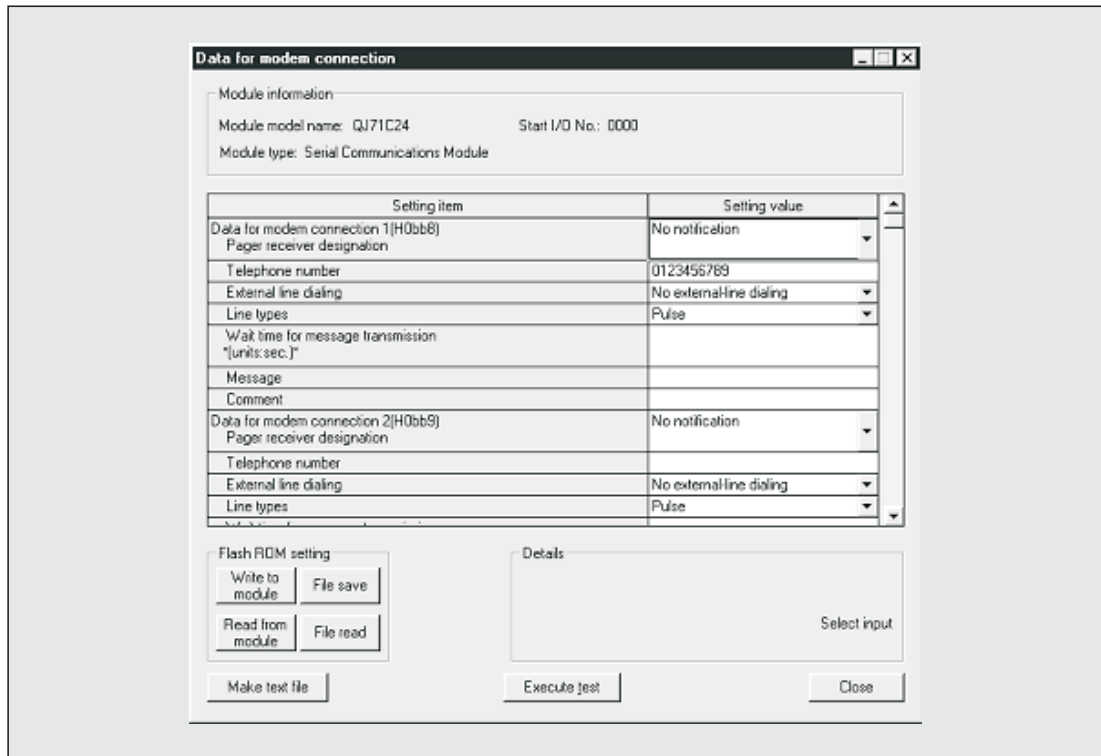 Data for modem connection
Module information
Module model name: QJ71C24 Start I/O No.: 0000
Module type: Serial Communications Module
Setting item Setting value
Data for modem connection 1(H0bb8) No notification
Pager receiver designation
Telephone number 0123456789
External line dialing No external-line dialing
Line types Pulse
Wait time for message transmission
"(units:sec.)"
Message
Comment
Data for modem connection 2(H0bb9) No notification
Pager receiver designation
Telephone number
External line dialing No external-line dialing
Line types Pulse
Flash ROM setting Details
Write to
module
File save
Read from
module
File read
Select input
Make text file Execute test Close